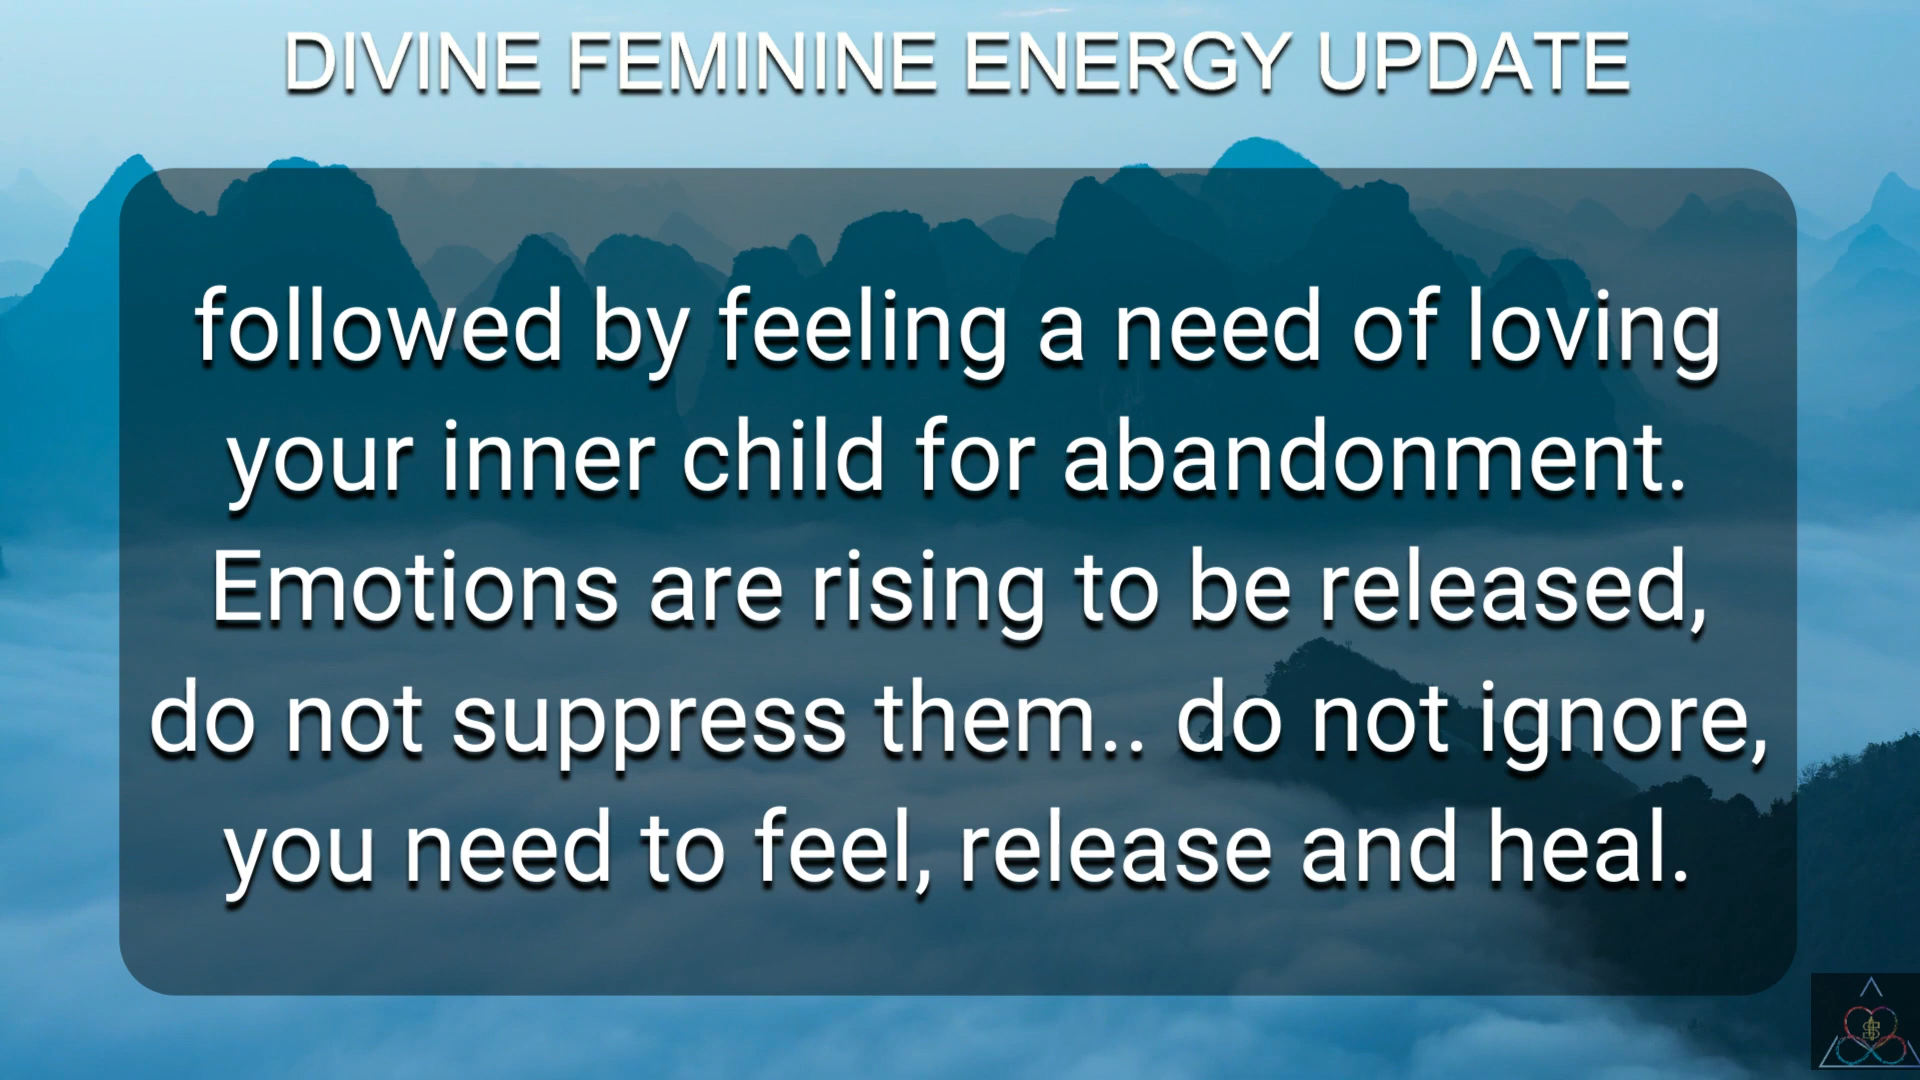 DIVINE FEMININE ENERGY UPDATE
followed by feeling a need of loving
your inner child for abandonment.
Emotions are rising to be released,
do not suppress them.. do not ignore,
you need to feel, release and heal.